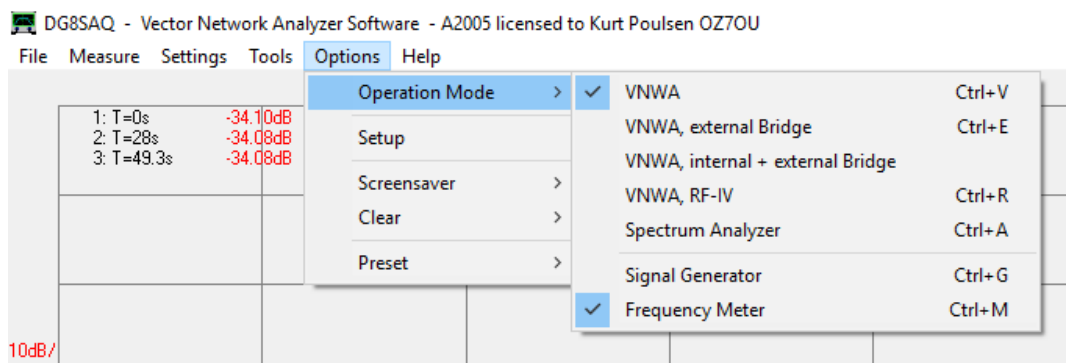 DG8SAQ - Vector Network Analyzer Software - A2005 licensed to Kurt Poulsen OZ7OU
File Measure Settings Tools Options Help
1: T=0s -34.10dB
2: T=28s -34.08dB
3: T=49.3s -34.08dB
10dB/
Operation Mode >
Setup
Screensaver >
Clear >
Preset >
VNWA Ctrl+V
VNWA, external Bridge Ctrl+E
VNWA, internal + external Bridge
VNWA, RF-IV Ctrl+R
Spectrum Analyzer Ctrl+A
Signal Generator Ctrl+G
Frequency Meter Ctrl+M